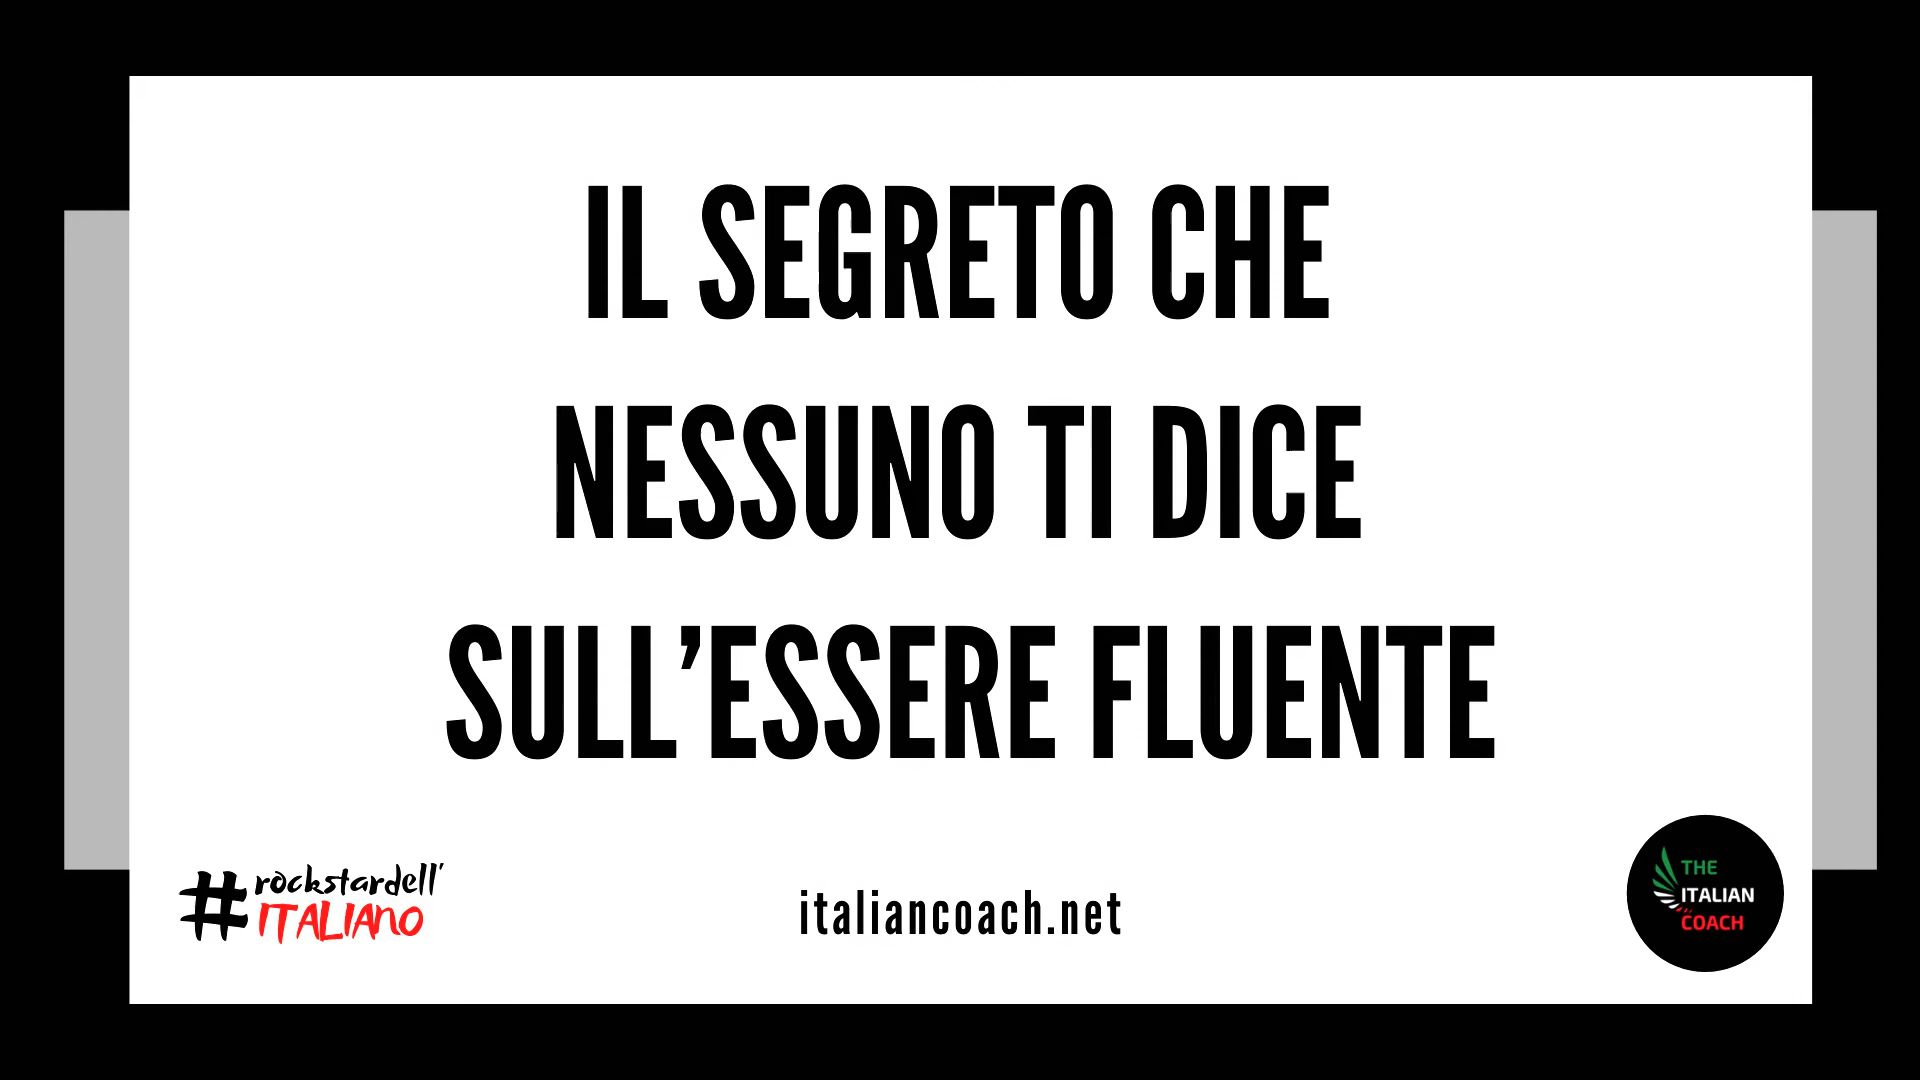 IL SEGRETO CHE
NESSUNO TI DICE
SULL’ESSERE FLUENTE
#rockstardell'
ITALIANO
italiancoach.net
THE
ITALIAN
COACH